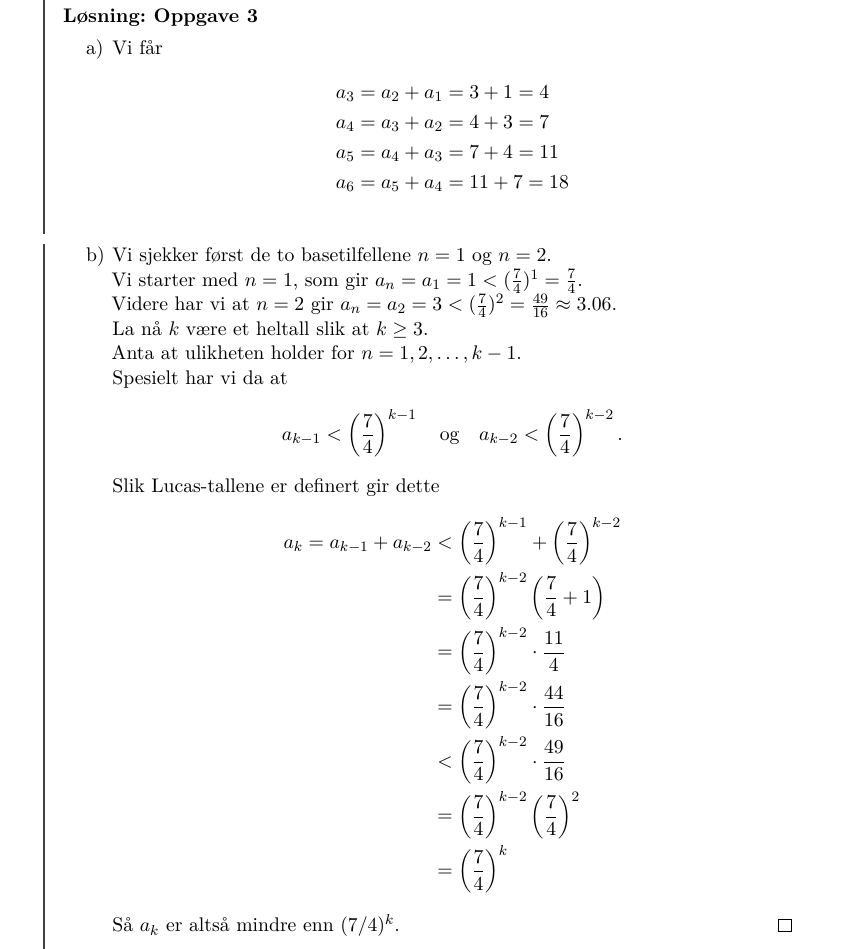 Løsning: Oppgave 3
a) Vi får
a₃ = a₂ + a₁ = 3 + 1 = 4
a₄ = a₃ + a₂ = 4 + 3 = 7
a₅ = a₄ + a₃ = 7 + 4 = 11
a₆ = a₅ + a₄ = 11 + 7 = 18
b) Vi sjekker først de to basetilfellene n = 1 og n = 2.
Vi starter med n = 1, som gir aₙ = a₁ = 1 < (7/4)¹ = 7/4.
Videre har vi at n = 2 gir aₙ = a₂ = 3 < (7/4)² = 49/16 ≈ 3.06.
La nå k være et heltall slik at k ≥ 3.
Anta at ulikheten holder for n = 1, 2, . . . , k − 1.
Spesielt har vi da at
aₖ₋₁ < (7/4)ᵏ⁻¹ og aₖ₋₂ < (7/4)ᵏ⁻².
Slik Lucas-tallene er definert gir dette
aₖ = aₖ₋₁ + aₖ₋₂ < (7/4)ᵏ⁻¹ + (7/4)ᵏ⁻²
= (7/4)ᵏ⁻² (7/4 + 1)
= (7/4)ᵏ⁻² · 11/4
= (7/4)ᵏ⁻² · 44/16
< (7/4)ᵏ⁻² · 49/16
= (7/4)ᵏ⁻² (7/4)²
= (7/4)ᵏ
Så aₖ er altså mindre enn (7/4)ᵏ. □